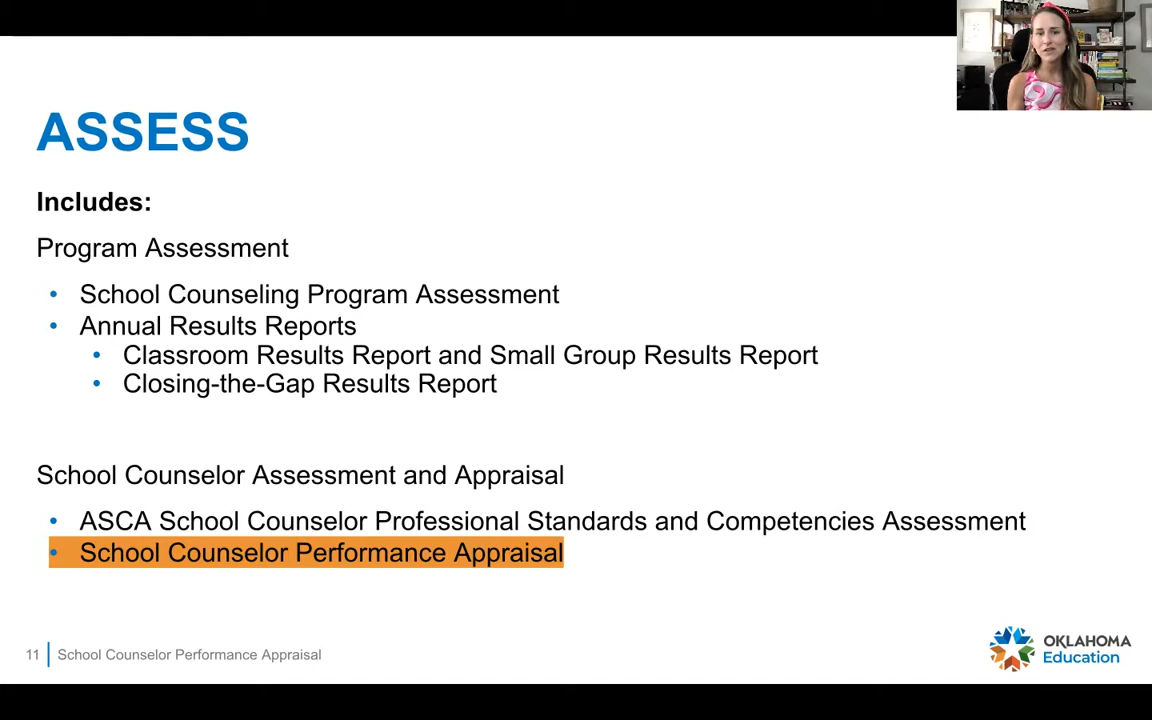 ASSESS
Includes:
Program Assessment
• School Counseling Program Assessment
• Annual Results Reports
• Classroom Results Report and Small Group Results Report
• Closing-the-Gap Results Report
School Counselor Assessment and Appraisal
• ASCA School Counselor Professional Standards and Competencies Assessment
• School Counselor Performance Appraisal
11 School Counselor Performance Appraisal
OKLAHOMA
Education